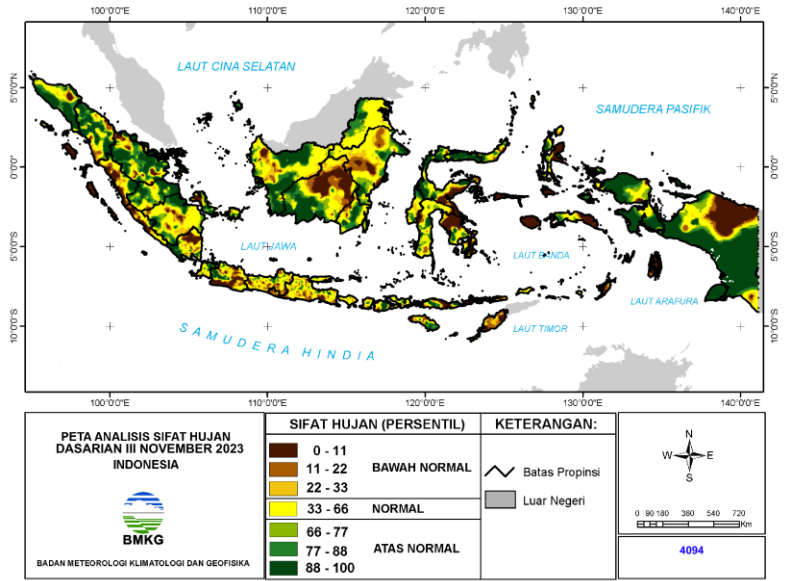 100°0'0"E 110°0'0"E 120°0'0"E 130°0'0"E 140°0'0"E
LAUT CINA SELATAN
SAMUDERA PASIFIK
5°0'0"N 5°0'0"N
0°0'0" 0°0'0"
5°0'0"S 5°0'0"S
10°0'0"S 10°0'0"S
LAUT JAWA
LAUT BANDA
LAUT ARAFURA
LAUT TIMOR
SAMUDERA HINDIA
100°0'0"E 110°0'0"E 120°0'0"E 130°0'0"E 140°0'0"E
PETA ANALISIS SIFAT HUJAN
DASARIAN III NOVEMBER 2023
INDONESIA
BMKG
BADAN METEOROLOGI KLIMATOLOGI DAN GEOFISIKA
SIFAT HUJAN (PERSENTIL)
0 - 11
11 - 22
22 - 33
BAWAH NORMAL
33 - 66
NORMAL
66 - 77
77 - 88
88 - 100
ATAS NORMAL
KETERANGAN:
Batas Propinsi
Luar Negeri
N
W E
S
0 90 180 360 540 720
Km
4094